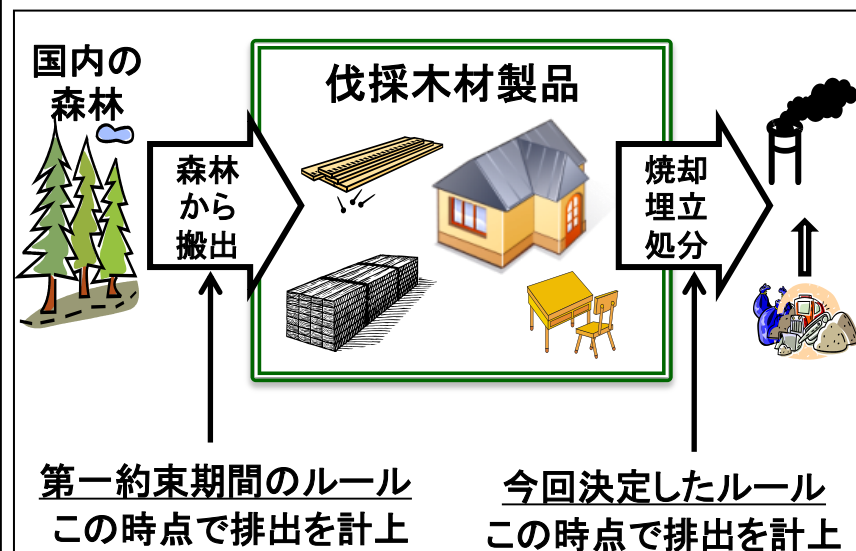 国内の
森林
伐採木材製品
森林
から
搬出
焼却
埋立
処分
第一約束期間のルール
この時点で排出を計上
今回決定したルール
この時点で排出を計上